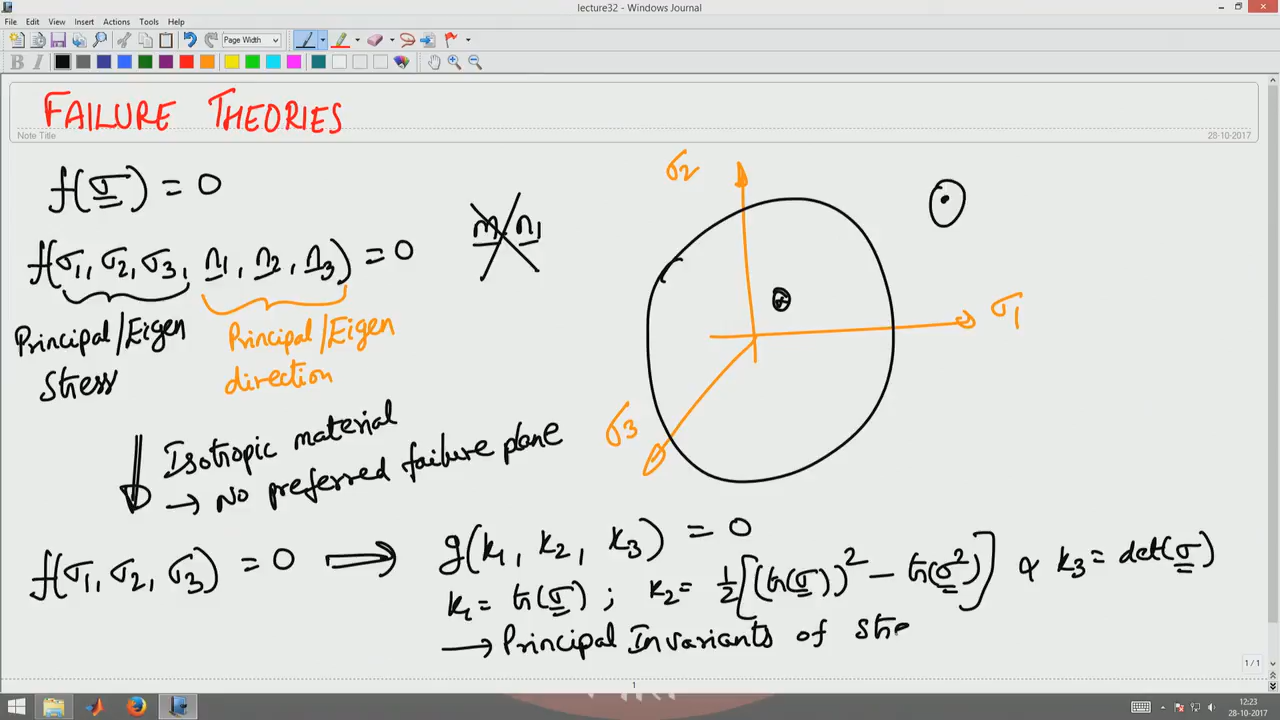 lecture32 - Windows Journal
File Edit View Insert Actions Tools Help
Page Width
B I
FAILURE THEORIES
Note Title
28-10-2017
f(σ) = 0
f(σ1, σ2, σ3, n1, n2, n3) = 0
n1
Principal/Eigen
Stress
Principal/Eigen
direction
σ2
σ1
σ3
Isotropic material
→ No preferred failure plane
f(σ1, σ2, σ3) = 0 ⟹ g(K1, K2, K3) = 0
K1 = tr(σ) ; K2 = 1/2[(tr(σ))^2 − tr(σ^2)] & K3 = det(σ)
→ Principal Invariants of Stre
1/1
1
12:23
28-10-2017